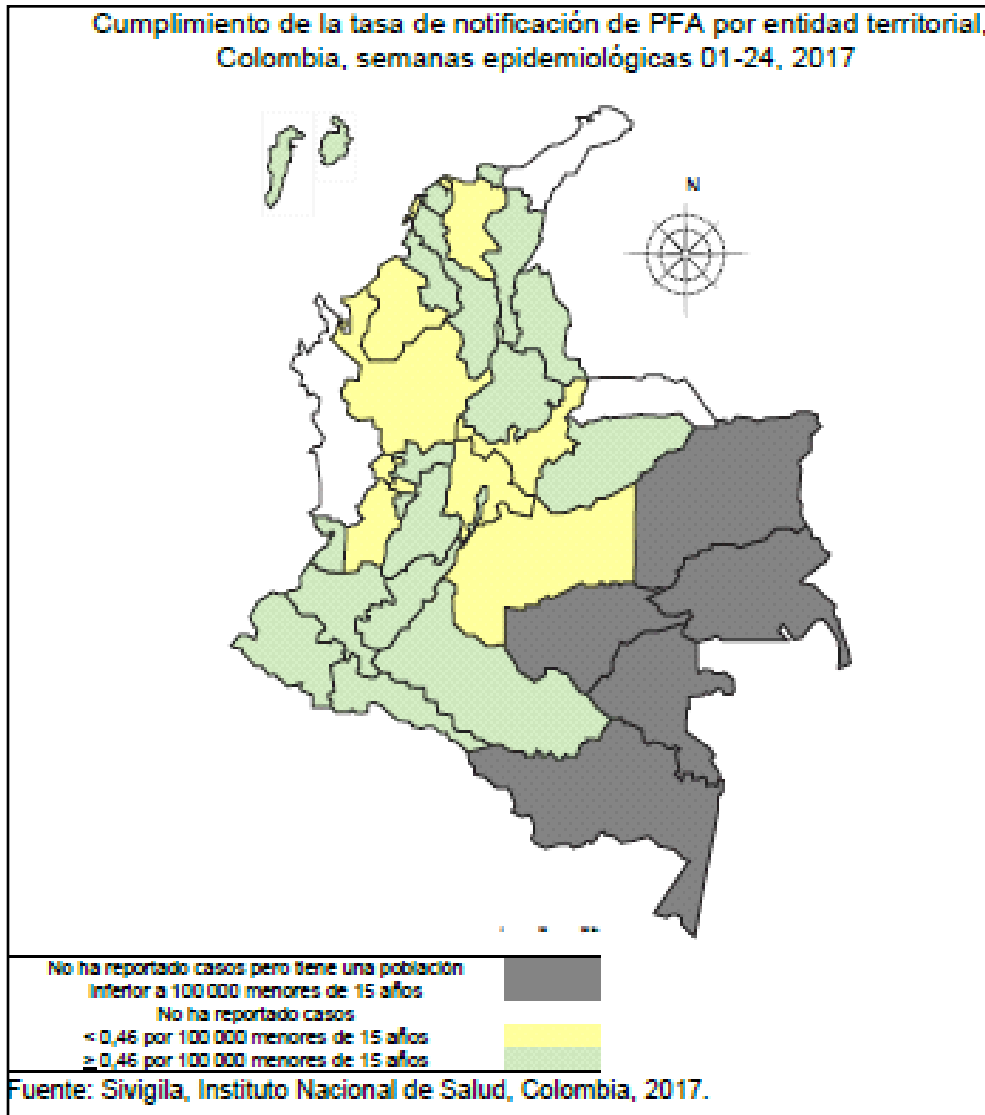 Cumplimiento de la tasa de notificación de PFA por entidad territorial,
Colombia, semanas epidemiológicas 01-24, 2017
N
No ha reportado casos pero tiene una población
inferior a 100 000 menores de 15 años
No ha reportado casos
< 0,46 por 100 000 menores de 15 años
≥ 0,46 por 100 000 menores de 15 años
Fuente: Sivigila, Instituto Nacional de Salud, Colombia, 2017.